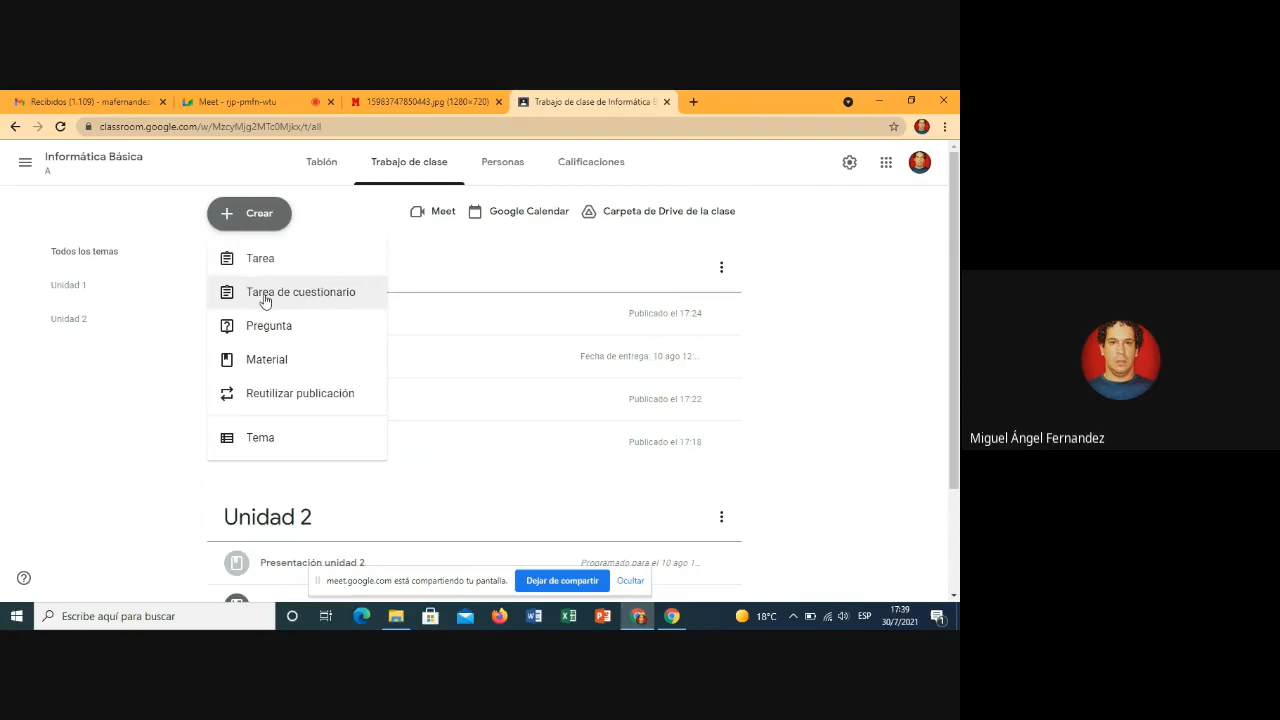 Recibidos (1.109) - mafernandez
Meet - rjp-pmfn-wtu
15983747850443.jpg (1280×720)
Trabajo de clase de Informática B
classroom.google.com/w/MzcyMjg2MTc0Mjkx/t/all
Informática Básica
A
Tablón
Trabajo de clase
Personas
Calificaciones
Crear
Meet
Google Calendar
Carpeta de Drive de la clase
Todos los temas
Unidad 1
Unidad 2
Tarea
Tarea de cuestionario
Pregunta
Material
Reutilizar publicación
Tema
Publicado el 17:24
Fecha de entrega: 10 ago 12:...
Publicado el 17:22
Publicado el 17:18
Unidad 2
Presentación unidad 2
Programado para el 10 ago 1...
meet.google.com está compartiendo tu pantalla.
Dejar de compartir
Ocultar
Escribe aquí para buscar
18°C
ESP
17:39
30/7/2021
Miguel Ángel Fernandez